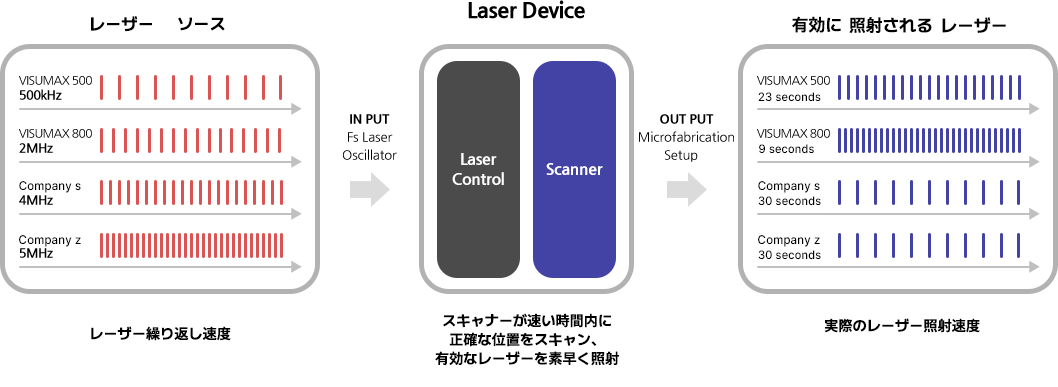 レーザー ソース
VISUMAX 500
500kHz
VISUMAX 800
2MHz
Company s
4MHz
Company z
5MHz
レーザー繰り返し速度
IN PUT
Fs Laser
Oscillator
Laser Device
Laser
Control
Scanner
スキャナーが速い時間内に
正確な位置をスキャン、
有効なレーザーを素早く照射
OUT PUT
Microfabrication
Setup
有効に 照射される レーザー
VISUMAX 500
23 seconds
VISUMAX 800
9 seconds
Company s
30 seconds
Company z
30 seconds
実際のレーザー照射速度